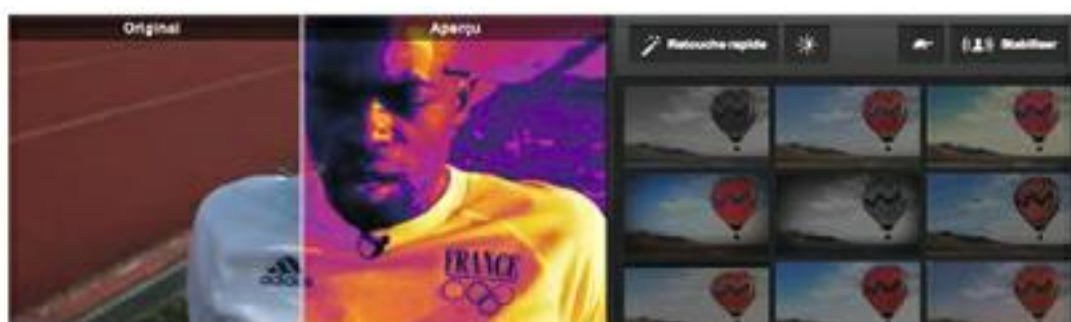 Original
Aperçu
Retouche rapide
Stabiliser
adidas
FRANCE